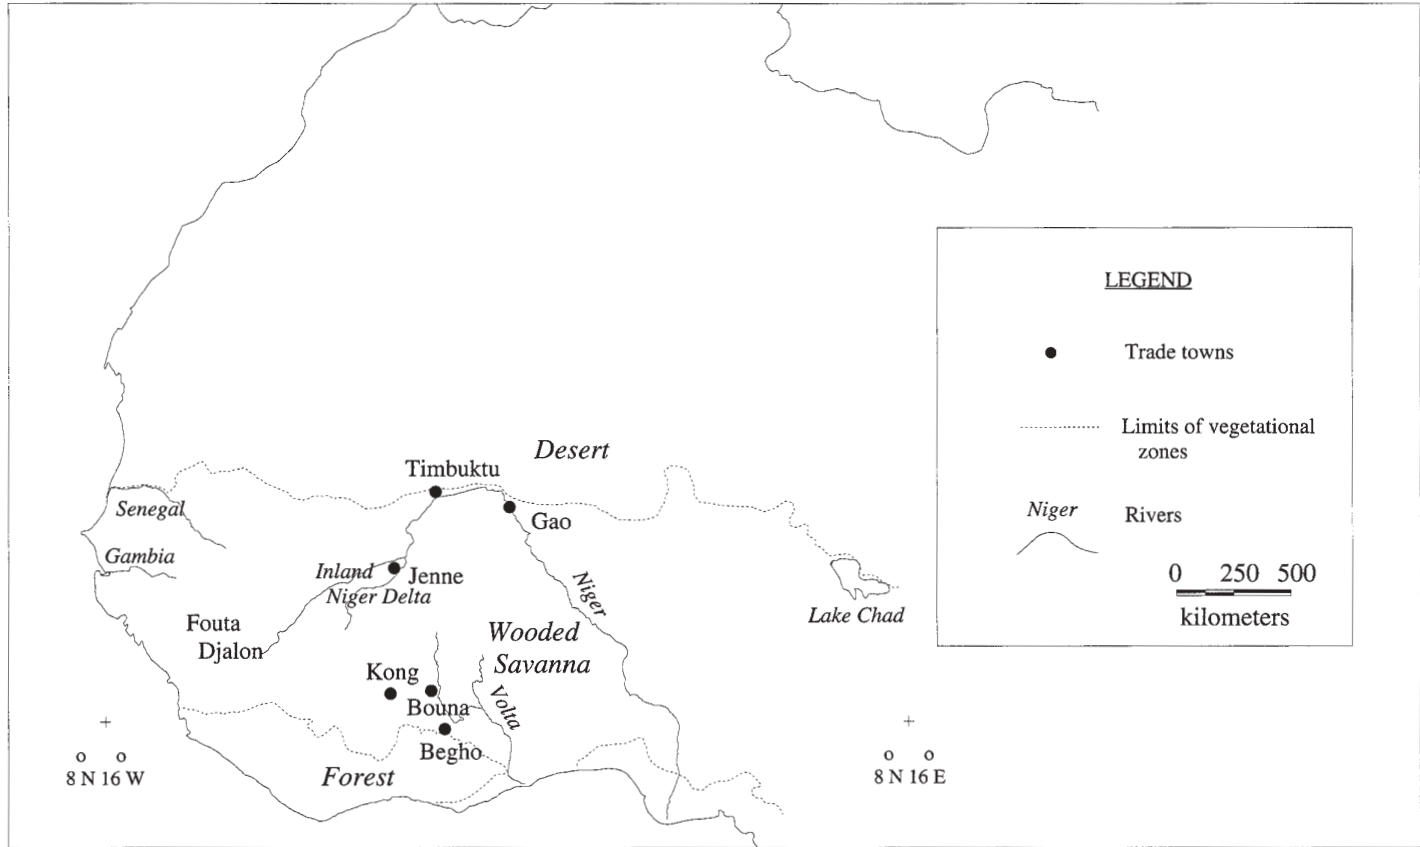 LEGEND
Trade towns
Limits of vegetational
zones
Niger
Rivers
0 250 500
kilometers
Desert
Timbuktu
Gao
Senegal
Gambia
Inland
Jenne
Niger Delta
Niger
Lake Chad
Fouta
Djalon
Wooded
Savanna
Kong
Bouna
Volta
Begho
Forest
o o
8 N 16 W
o o
8 N 16 E